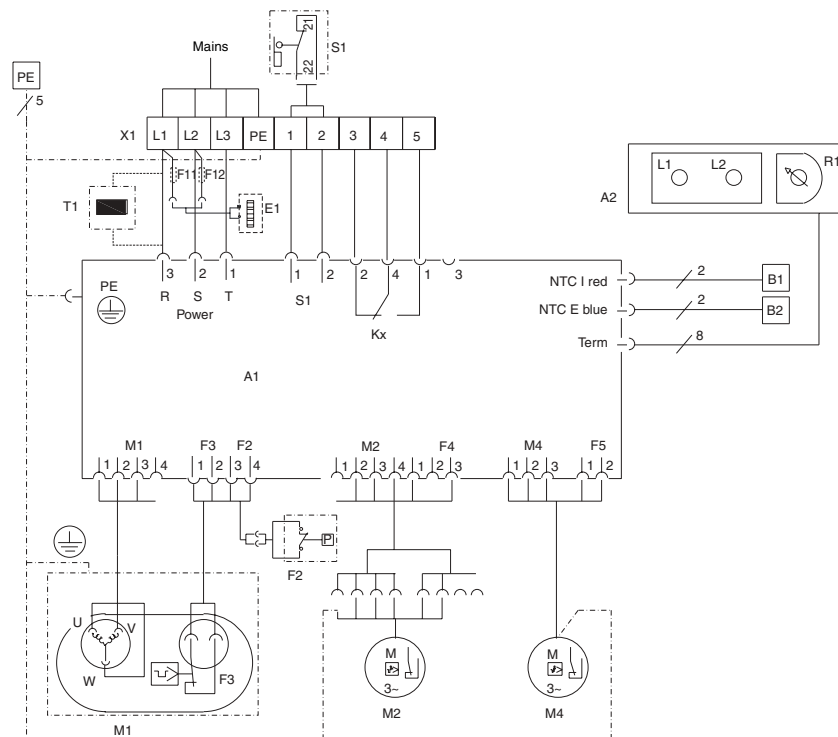 Mains
21
22
S1
PE
5
X1 L1 L2 L3 PE 1 2 3 4 5
F11 F12
T1
E1
L1 L2
R1
A2
3 2 1 1 2 2 4 1 3
PE
R S T S1
Power
Kx
NTC I red 2 B1
NTC E blue 2 B2
Term 8
A1
M1 F3 F2 M2 F4 M4 F5
1 2 3 4 1 2 3 4 1 2 3 4 1 2 3 1 2 3 1 2
P
F2
U V
W
F3
M
3~
M
3~
M1
M2
M4